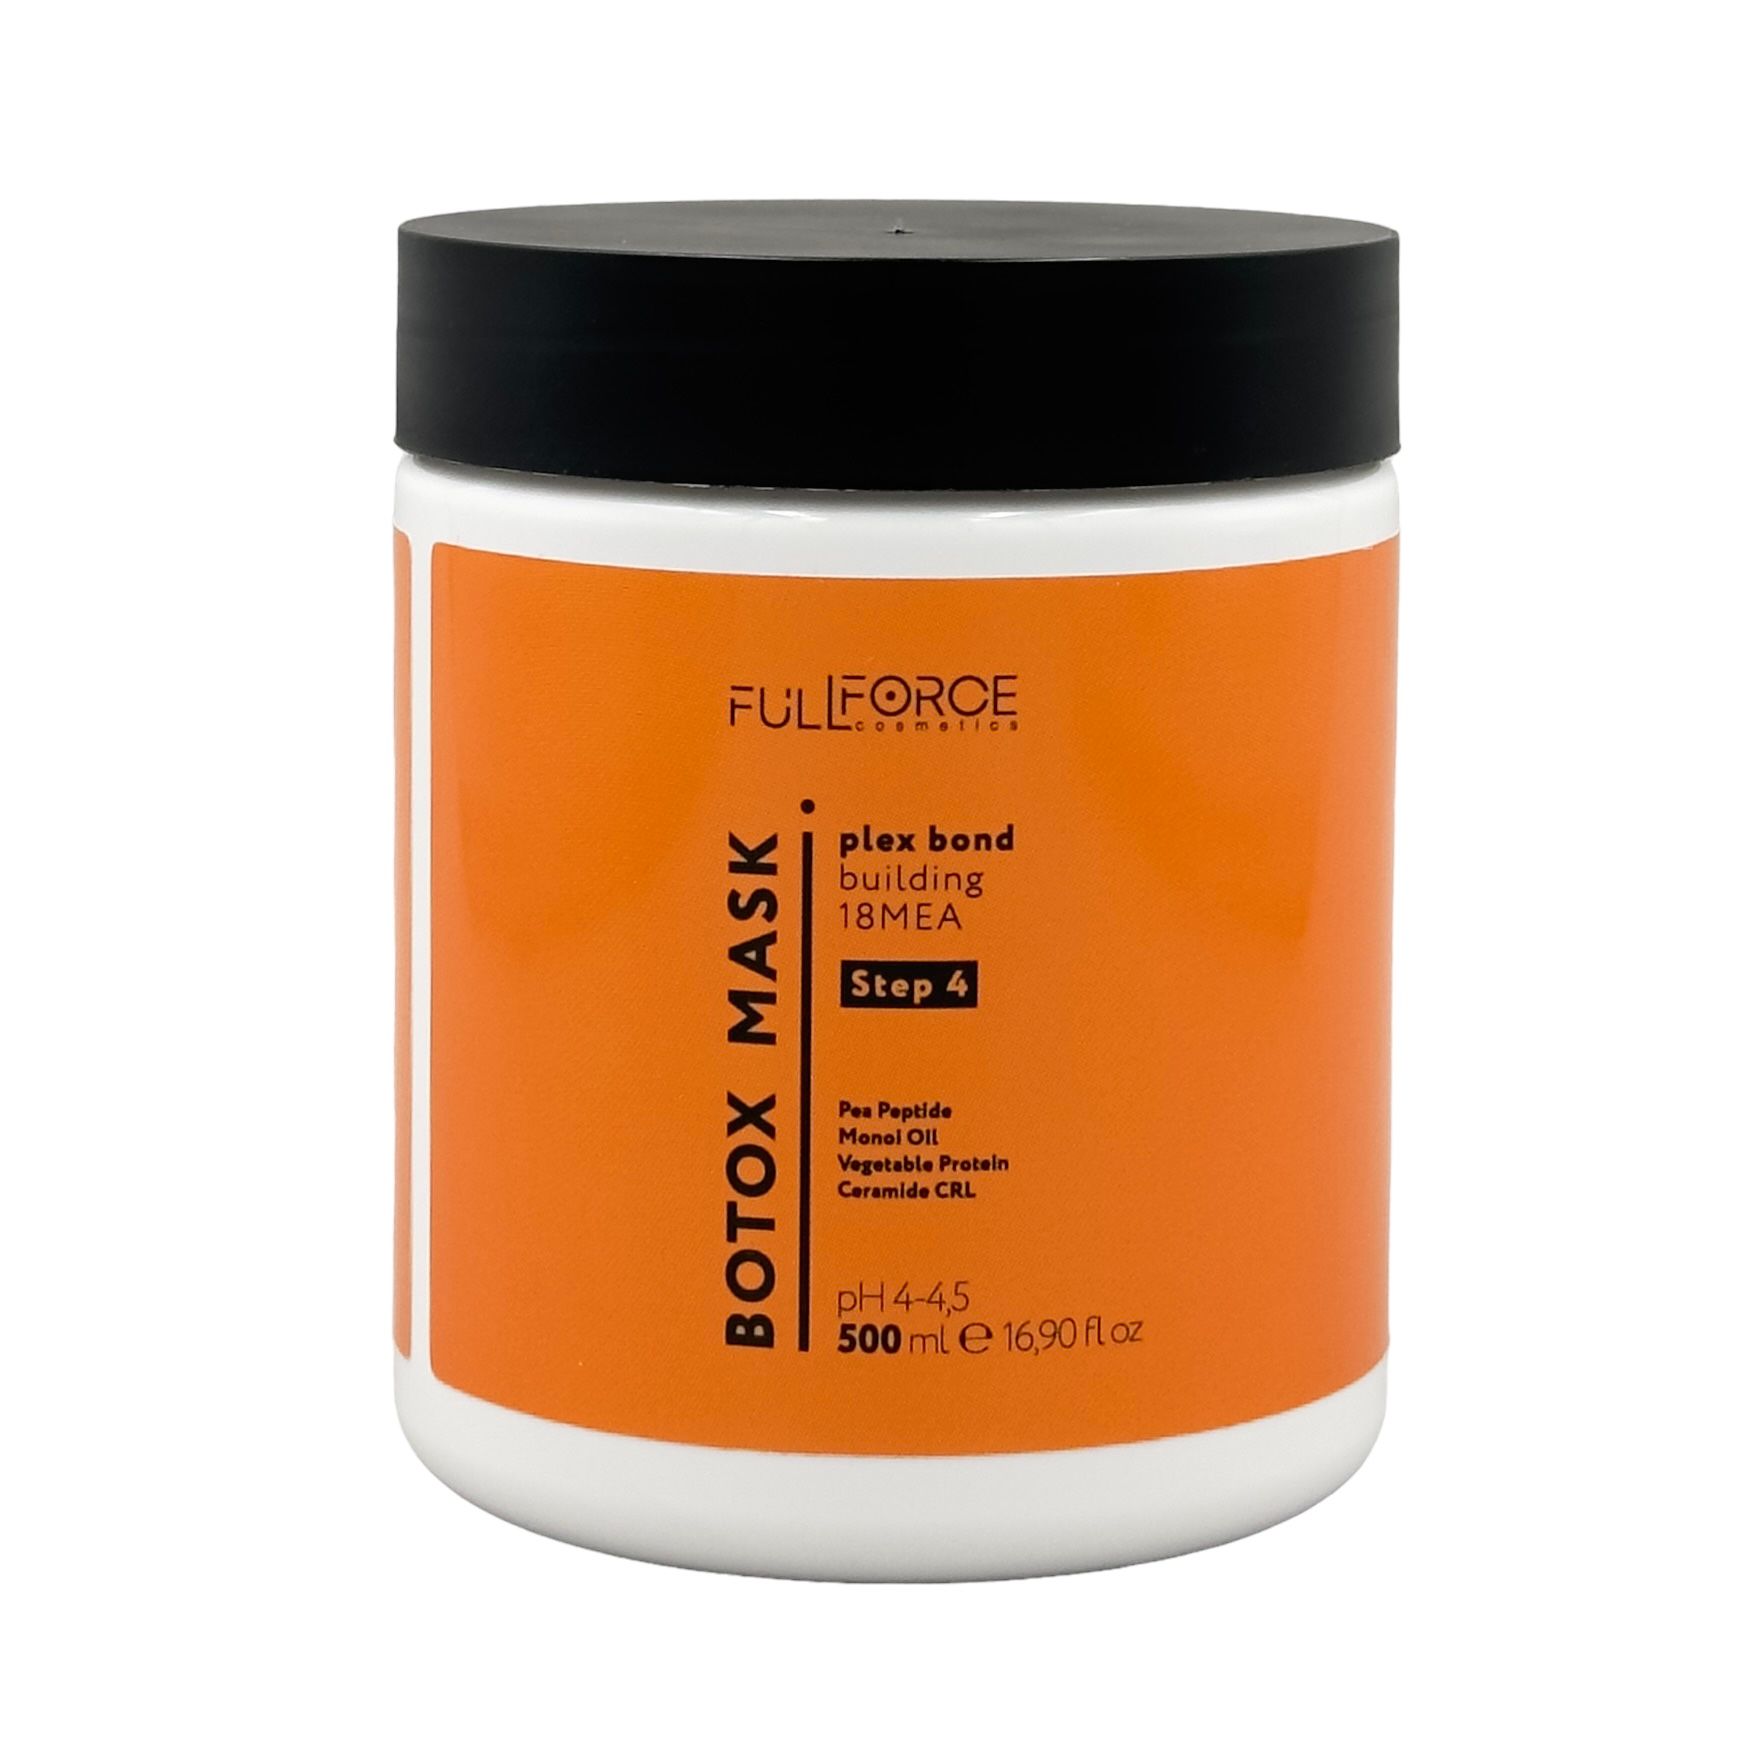 FULLFORCE
cosmetics
BOTOX MASK
plex bond
building
18MEA
Step 4
Pea Peptide
Monoi Oil
Vegetable Protein
Ceramide CRL
pH 4-4,5
500 ml e 16,90 fl oz